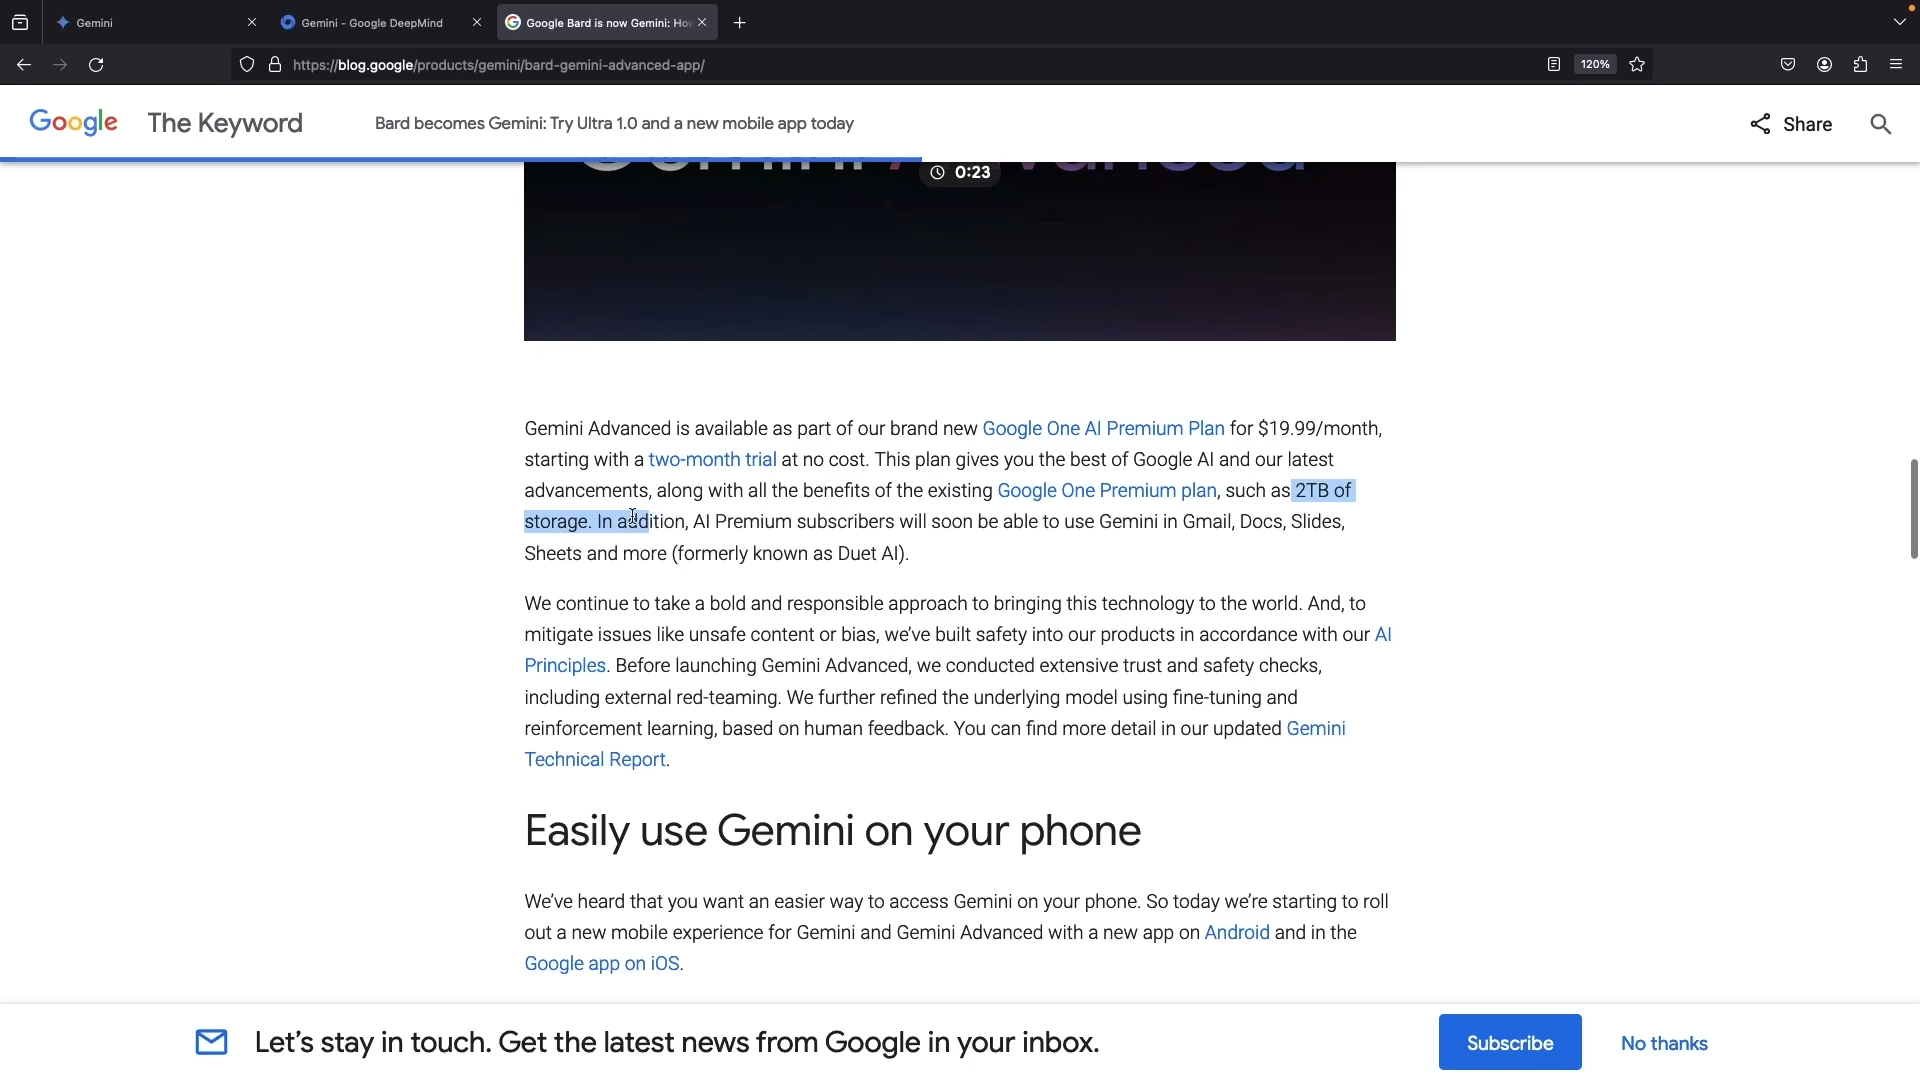 Gemini
Gemini - Google DeepMind
Google Bard is now Gemini: How
https://blog.google/products/gemini/bard-gemini-advanced-app/
120%
Google The Keyword
Bard becomes Gemini: Try Ultra 1.0 and a new mobile app today
Share
0:23
Gemini Advanced is available as part of our brand new Google One AI Premium Plan for $19.99/month,
starting with a two-month trial at no cost. This plan gives you the best of Google AI and our latest
advancements, along with all the benefits of the existing Google One Premium plan, such as 2TB of
storage. In addition, AI Premium subscribers will soon be able to use Gemini in Gmail, Docs, Slides,
Sheets and more (formerly known as Duet AI).
We continue to take a bold and responsible approach to bringing this technology to the world. And, to
mitigate issues like unsafe content or bias, we’ve built safety into our products in accordance with our AI
Principles. Before launching Gemini Advanced, we conducted extensive trust and safety checks,
including external red-teaming. We further refined the underlying model using fine-tuning and
reinforcement learning, based on human feedback. You can find more detail in our updated Gemini
Technical Report.
Easily use Gemini on your phone
We’ve heard that you want an easier way to access Gemini on your phone. So today we’re starting to roll
out a new mobile experience for Gemini and Gemini Advanced with a new app on Android and in the
Google app on iOS.
Let’s stay in touch. Get the latest news from Google in your inbox.
Subscribe
No thanks